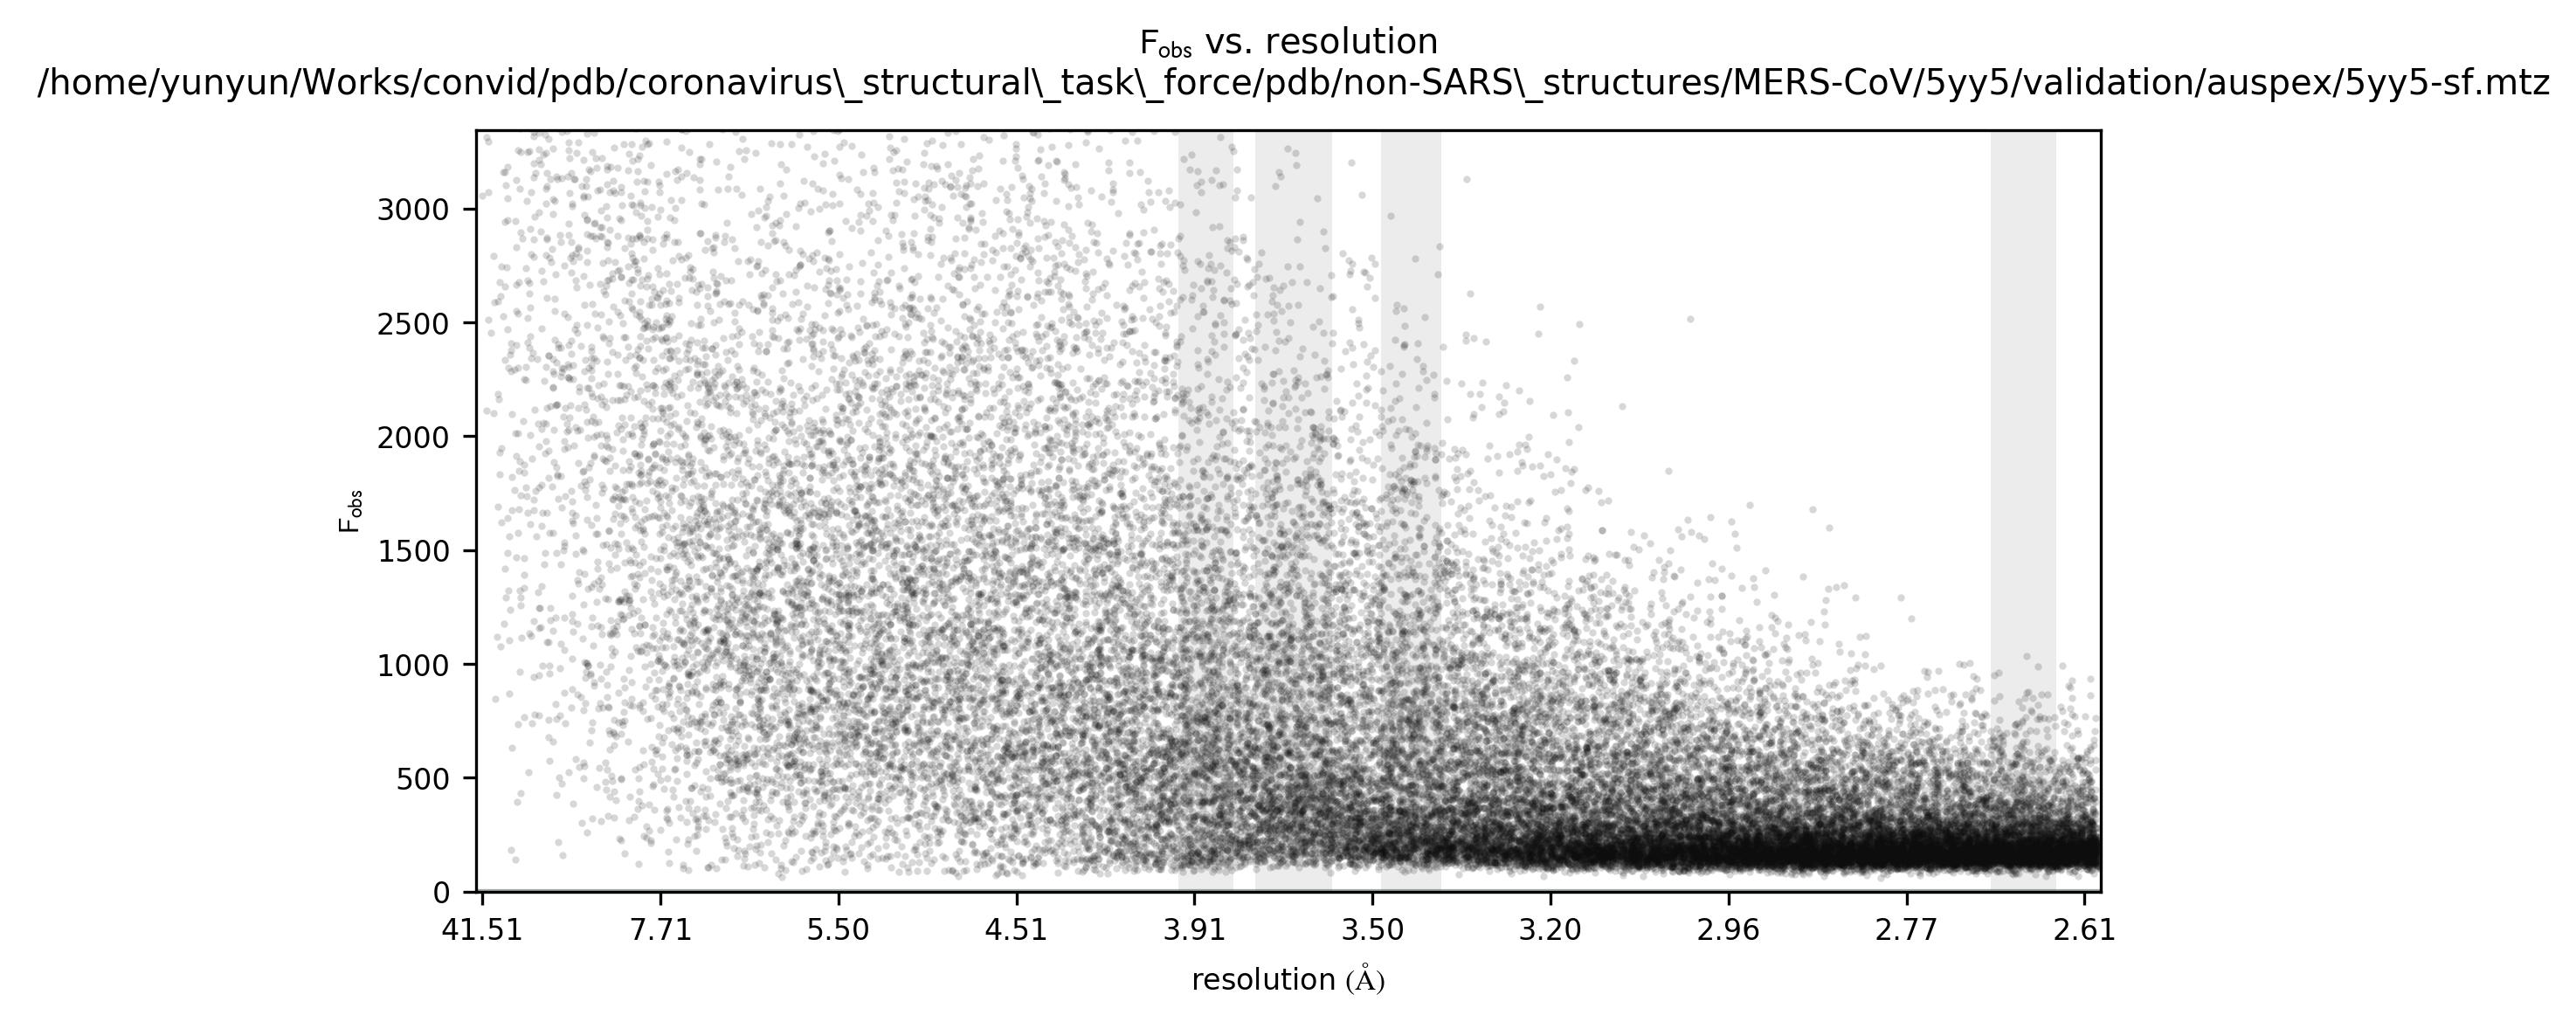 F_obs vs. resolution
/home/yunyun/Works/convid/pdb/coronavirus\_structural\_task\_force/pdb/non-SARS\_structures/MERS-CoV/5yy5/validation/auspex/5yy5-sf.mtz
3000
2500
2000
1500
1000
500
0
F_obs
41.51 7.71 5.50 4.51 3.91 3.50 3.20 2.96 2.77 2.61
resolution (Å)